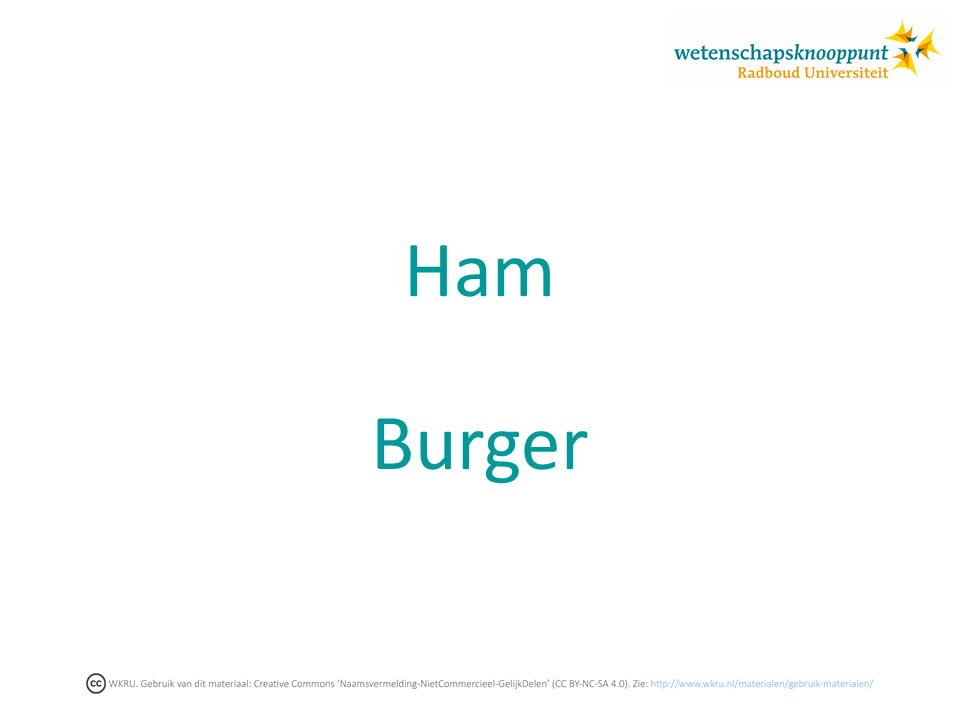 wetenschapsknooppunt
Radboud Universiteit
Ham
Burger
cc WKRU. Gebruik van dit materiaal: Creative Commons ‘Naamsvermelding-NietCommercieel-GelijkDelen’ (CC BY-NC-SA 4.0). Zie: http://www.wkru.nl/materialen/gebruik-materialen/